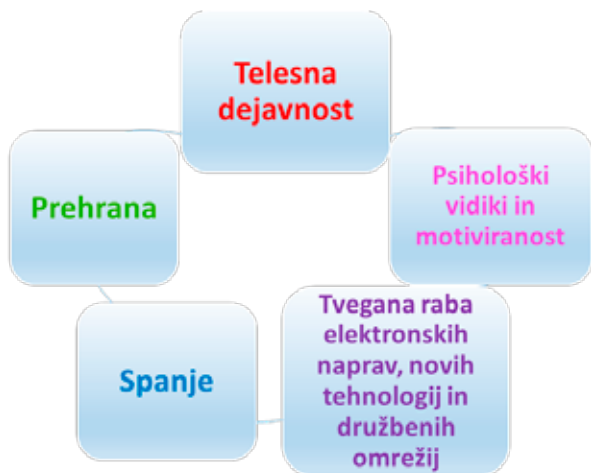 Telesna
dejavnost
Prehrana
Psihološki
vidiki in
motiviranost
Spanje
Tvegana raba
elektronskih
naprav, novih
tehnologij in
družbenih
omrežij